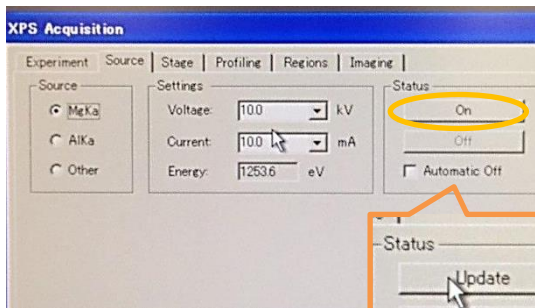 XPS Acquisition
Experiment Source Stage Profiling Regions Imaging
Source Settings Status
MgKa Voltage: 10.0 kV On
AlKa Current: 10.0 mA Off
Other Energy: 1253.6 eV Automatic Off
Status
Update